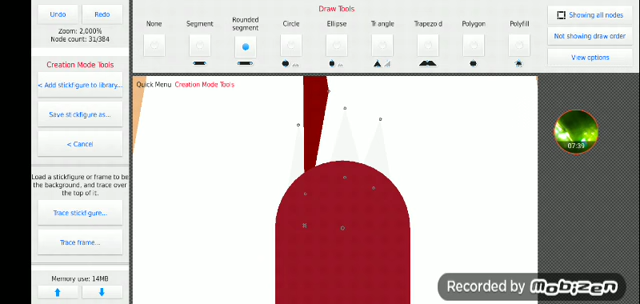 Undo
Redo
Zoom: 2,000%
Node count: 31/384
Creation Mode Tools
< Add stickfigure to library...
Save stickfigure as...
< Cancel
Load a stickfigure or frame to be
the background, and trace over
the top of it.
Trace stickfigure...
Trace frame...
Memory use: 14MB
Draw Tools
None
Segment
Rounded
segment
Circle
Ellipse
Triangle
Trapezoid
Polygon
Polyfill
Showing all nodes
Not showing draw order
View options
Quick Menu Creation Mode Tools
07:39
Recorded by Mobizen